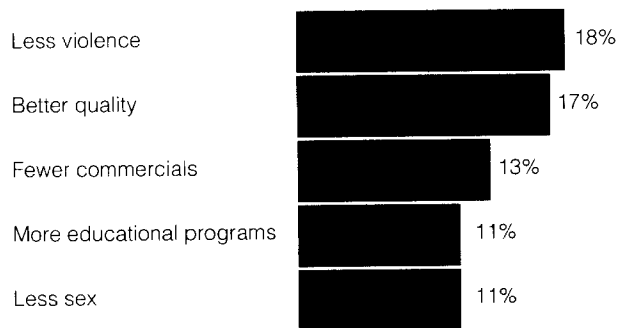 Less violence 18%
Better quality 17%
Fewer commercials 13%
More educational programs 11%
Less sex 11%